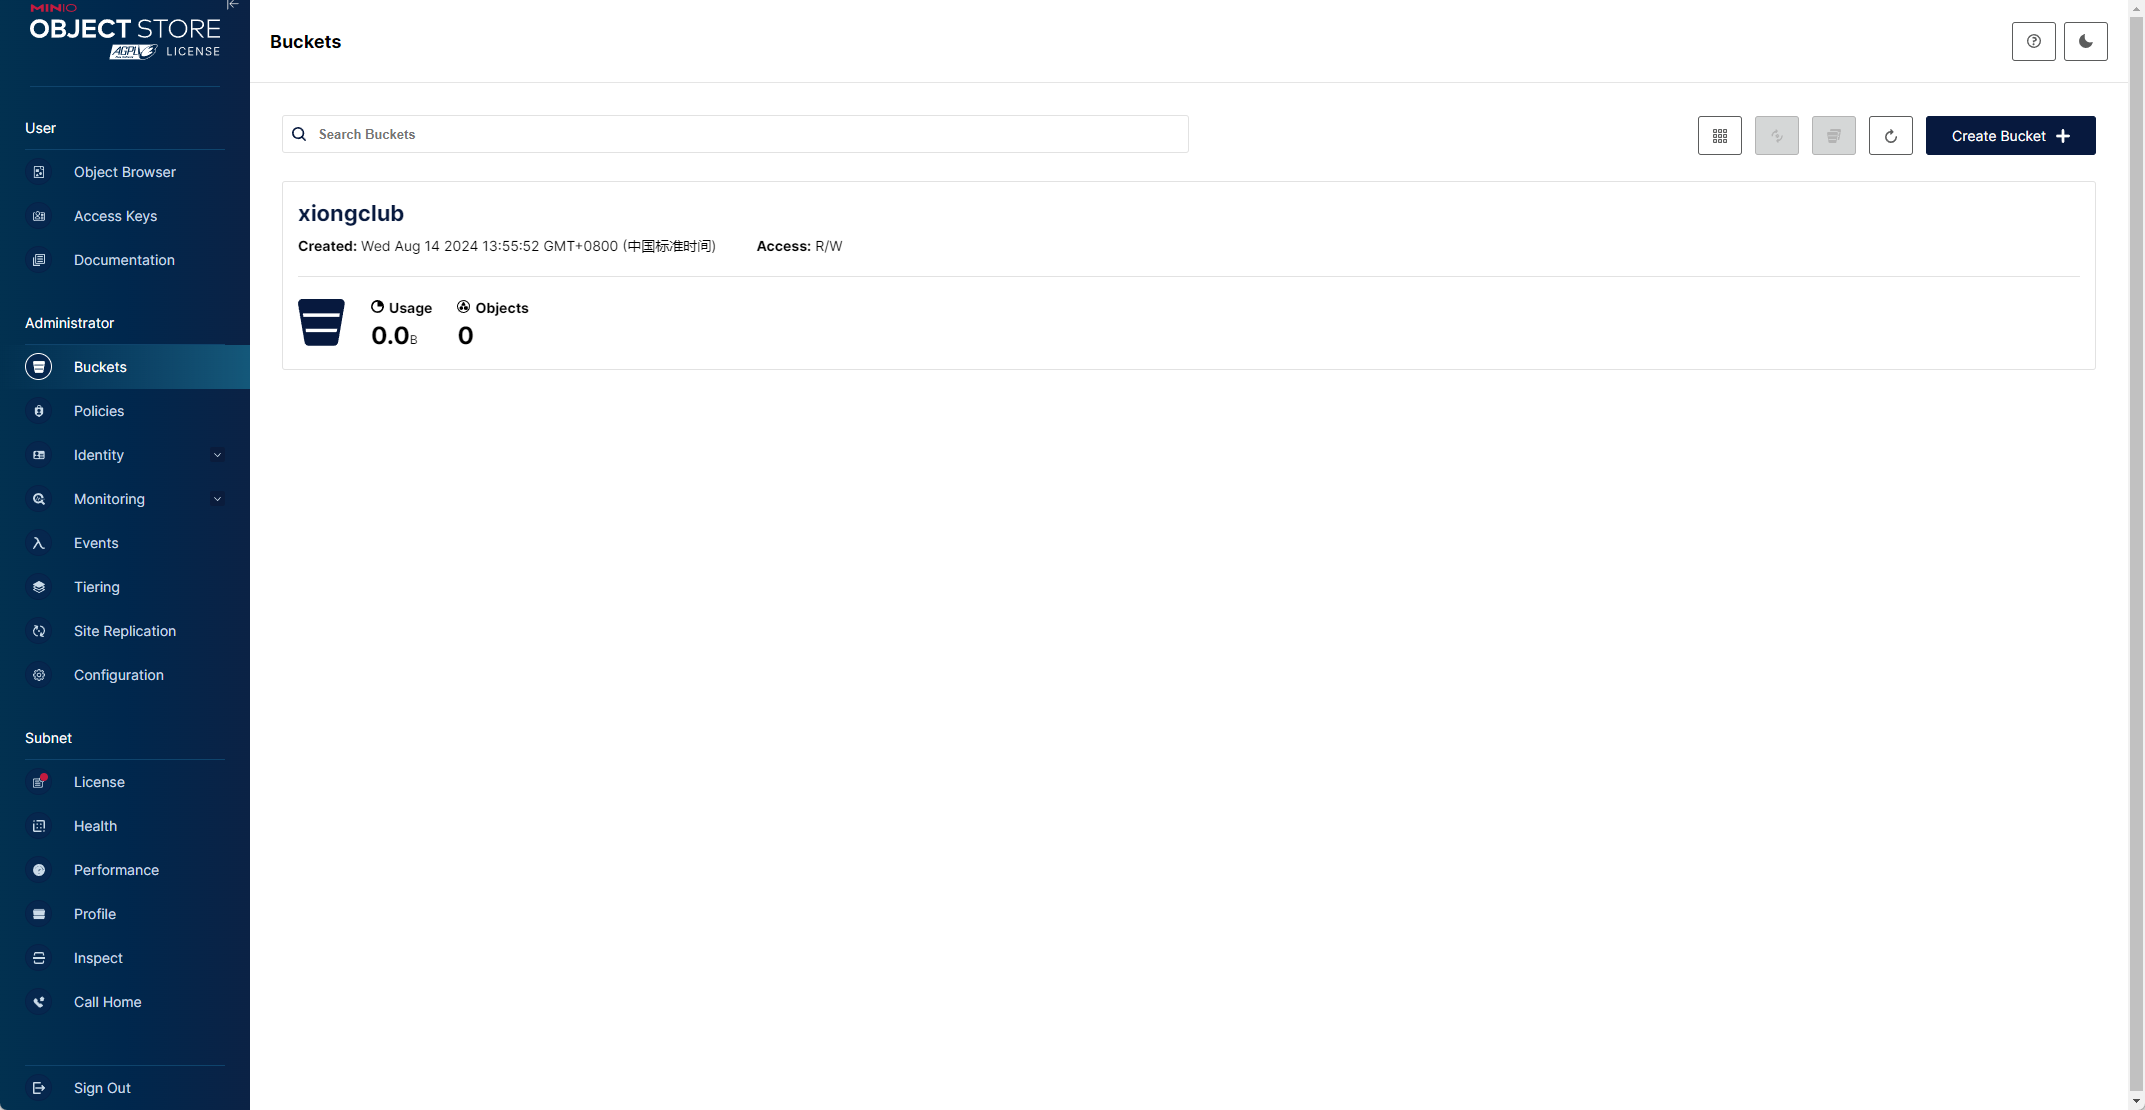 MINIO
OBJECT STORE
AGPLv3 LICENSE
User
Object Browser
Access Keys
Documentation
Administrator
Buckets
Policies
Identity
Monitoring
Events
Tiering
Site Replication
Configuration
Subnet
License
Health
Performance
Profile
Inspect
Call Home
Sign Out
Buckets
Search Buckets
Create Bucket
xiongclub
Created: Wed Aug 14 2024 13:55:52 GMT+0800 (中国标准时间) Access: R/W
Usage Objects
0.0B 0